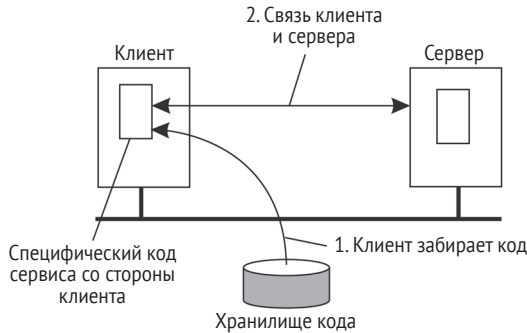 2. Связь клиента
и сервера
Клиент
Сервер
1. Клиент забирает код
Специфический код
сервиса со стороны
клиента
Хранилище кода